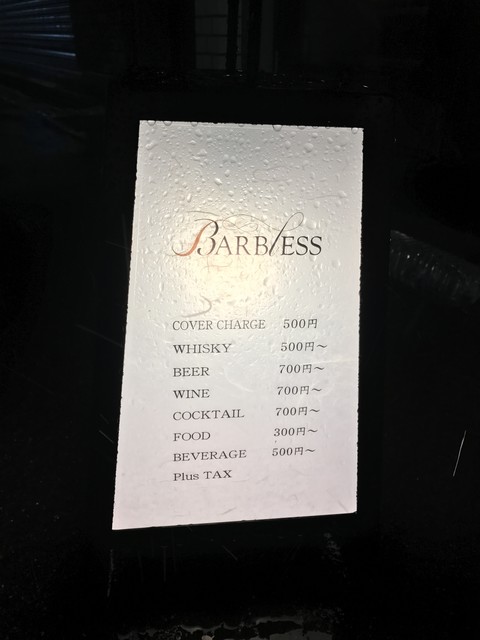 BARBLESS
COVER CHARGE 500円
WHISKY 500円～
BEER 700円～
WINE 700円～
COCKTAIL 700円～
FOOD 300円～
BEVERAGE 500円～
Plus TAX